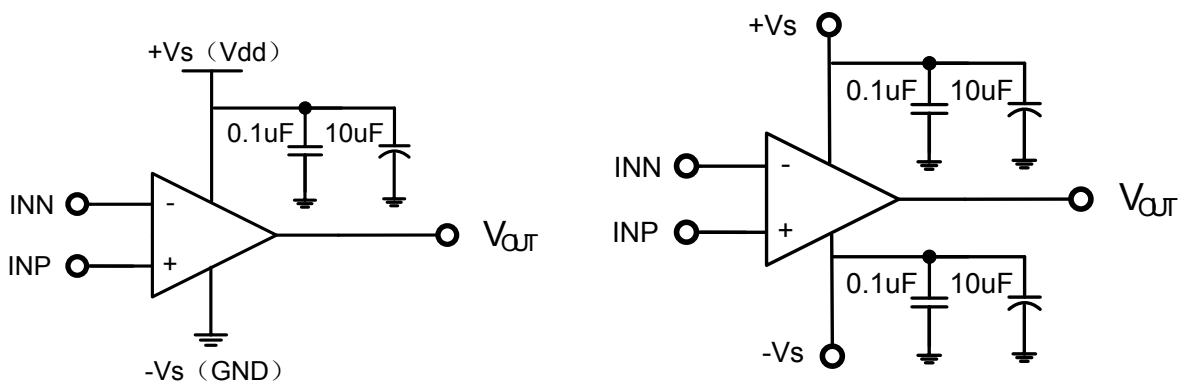 +Vs（Vdd）
0.1uF 10uF
INN
-
INP
+
VOUT
-Vs（GND）
+Vs
0.1uF 10uF
INN
-
INP
+
VOUT
0.1uF 10uF
-Vs